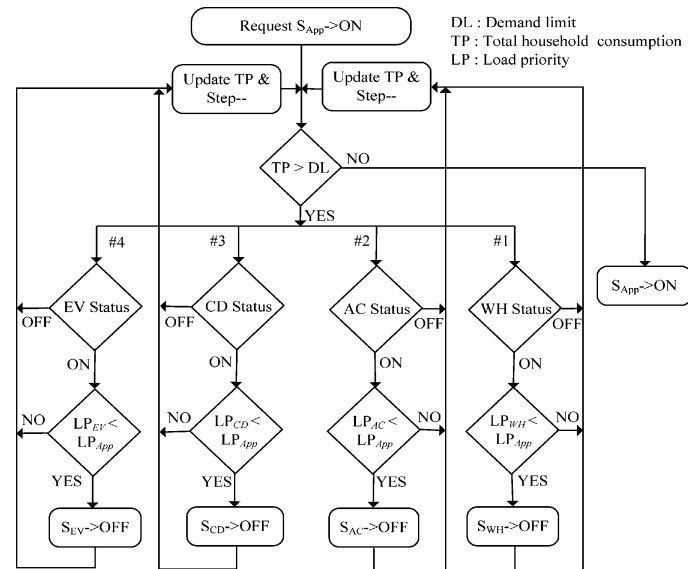 Request S_App->ON
DL : Demand limit
TP : Total household consumption
LP : Load priority
Update TP &
Step--
Update TP &
Step--
TP > DL
NO
YES
#4
#3
#2
#1
S_App->ON
EV Status
CD Status
AC Status
WH Status
OFF
OFF
OFF
OFF
ON
ON
ON
ON
NO
LP_EV<
LP_App
NO
LP_CD<
LP_App
LP_AC<
LP_App
NO
LP_WH<
LP_App
NO
YES
YES
YES
YES
S_EV->OFF
S_CD->OFF
S_AC->OFF
S_WH->OFF